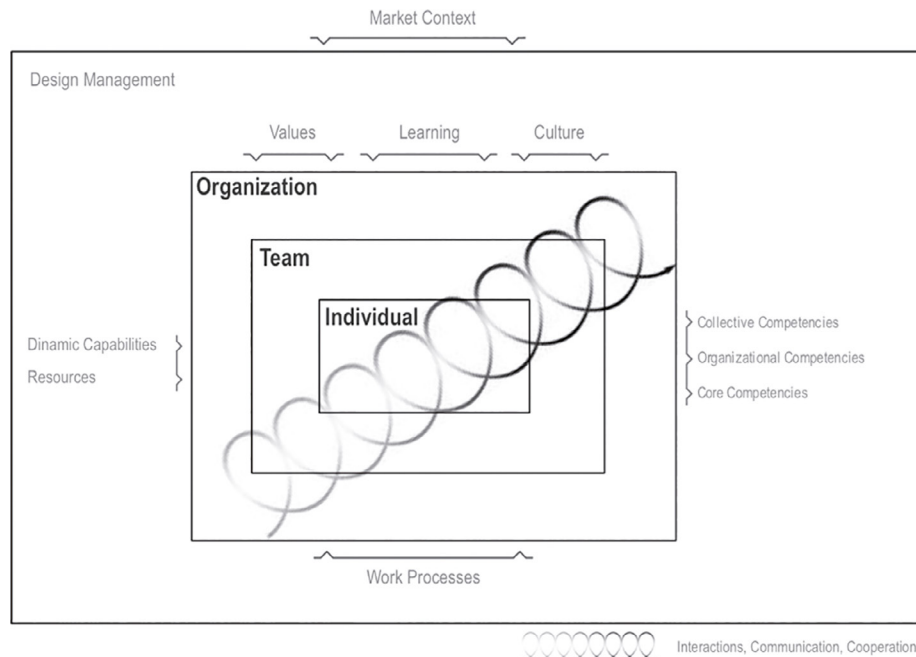 Market Context
Design Management
Values
Learning
Culture
Organization
Team
Individual
Dinamic Capabilities
Resources
Collective Competencies
Organizational Competencies
Core Competencies
Work Processes
Interactions, Communication, Cooperation